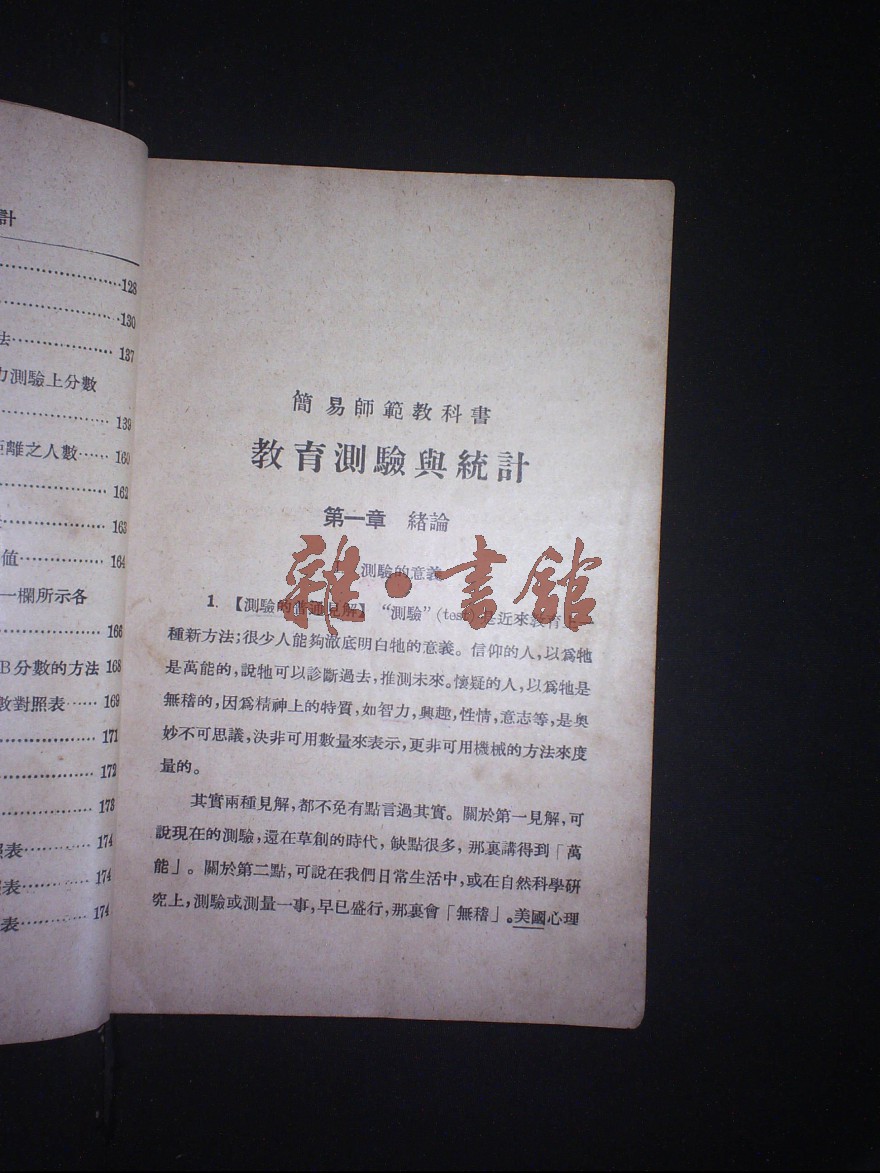 計
128
130
法 137
力測驗上分數
139
距離之人數 160
162
163
值 164
一欄所示各
166
B分數的方法 168
數對照表 169
171
172
173
照表 174
照表 174
表 174
簡易師範教科書
教育測驗與統計
第一章 緒論
測驗的意義
雜·書館
1. 【測驗的普通見解】“測驗”(test)是近來教育上一
種新方法;很少人能夠澈底明白牠的意義。信仰的人,以爲牠
是萬能的,說牠可以診斷過去,推測未來。懷疑的人,以爲牠是
無稽的,因爲精神上的特質,如智力,興趣,性情,意志等,是奧
妙不可思議,決非可用數量來表示,更非可用機械的方法來度
量的。
其實兩種見解,都不免有點言過其實。關於第一見解,可
說現在的測驗,還在草創的時代,缺點很多,那裏講得到「萬
能」。關於第二點,可說在我們日常生活中,或在自然科學研
究上,測驗或測量一事,早已盛行,那裏會「無稽」。美國心理